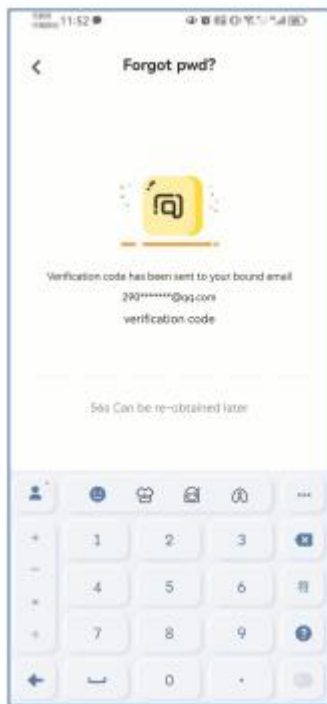 11:52
Forgot pwd?
Verification code has been sent to your bound email
290*******@qq.com
verification code
56s Can be re-obtained later
+ 1 2 3
- 4 5 6 符
7 8 9
0 .